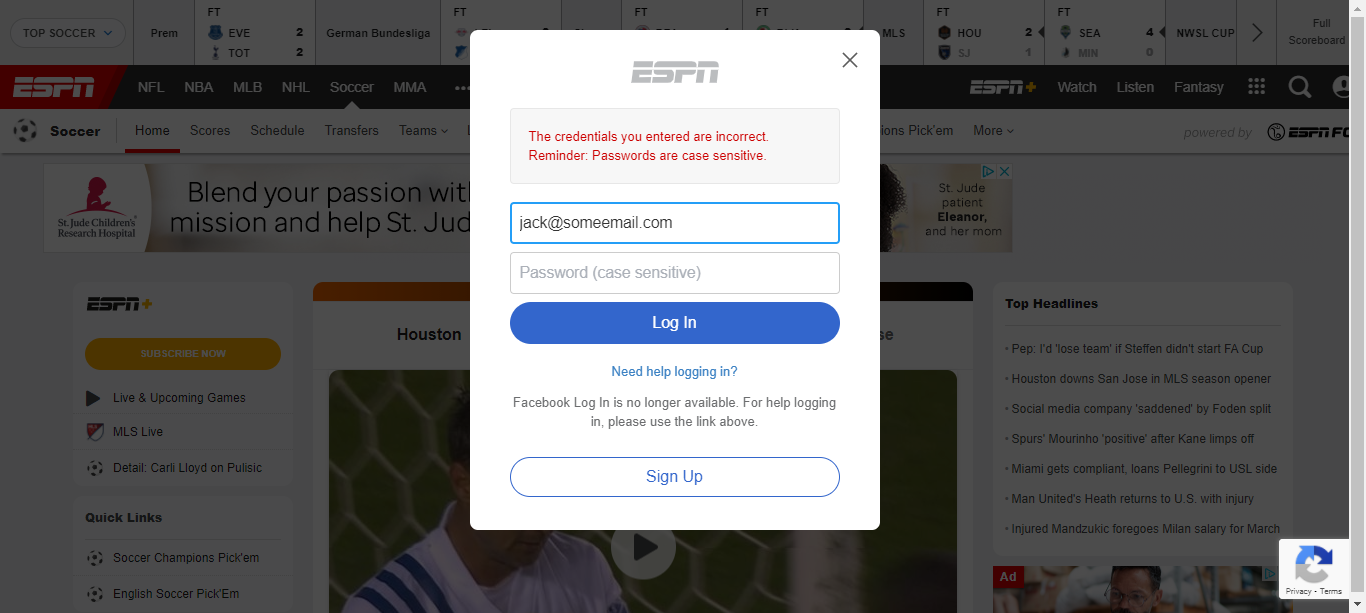 TOP SOCCER
Prem
FT
EVE 2
TOT 2
German Bundesliga
FT
FT
FT
MLS
FT
HOU 2
SJ 1
FT
SEA 4
MIN 0
NWSL CUP
Full
Scoreboard
ESPN
NFL
NBA
MLB
NHL
Soccer
MMA
ESPN+
Watch
Listen
Fantasy
Soccer
Home
Scores
Schedule
Transfers
Teams
ions Pick'em
More
powered by
ESPN FC
St. Jude Children's
Research Hospital
Blend your passion with
mission and help St. Jud
St. Jude
patient
Eleanor,
and her mom
ESPN
The credentials you entered are incorrect.
Reminder: Passwords are case sensitive.
jack@someemail.com
Password (case sensitive)
Log In
Need help logging in?
Facebook Log In is no longer available. For help logging
in, please use the link above.
Sign Up
ESPN+
SUBSCRIBE NOW
Live & Upcoming Games
MLS Live
Detail: Carli Lloyd on Pulisic
Quick Links
Soccer Champions Pick'em
English Soccer Pick'Em
Houston
se
Top Headlines
Pep: I'd 'lose team' if Steffen didn't start FA Cup
Houston downs San Jose in MLS season opener
Social media company 'saddened' by Foden split
Spurs' Mourinho 'positive' after Kane limps off
Miami gets compliant, loans Pellegrini to USL side
Man United's Heath returns to U.S. with injury
Injured Mandzukic foregoes Milan salary for March
Ad
Privacy - Terms